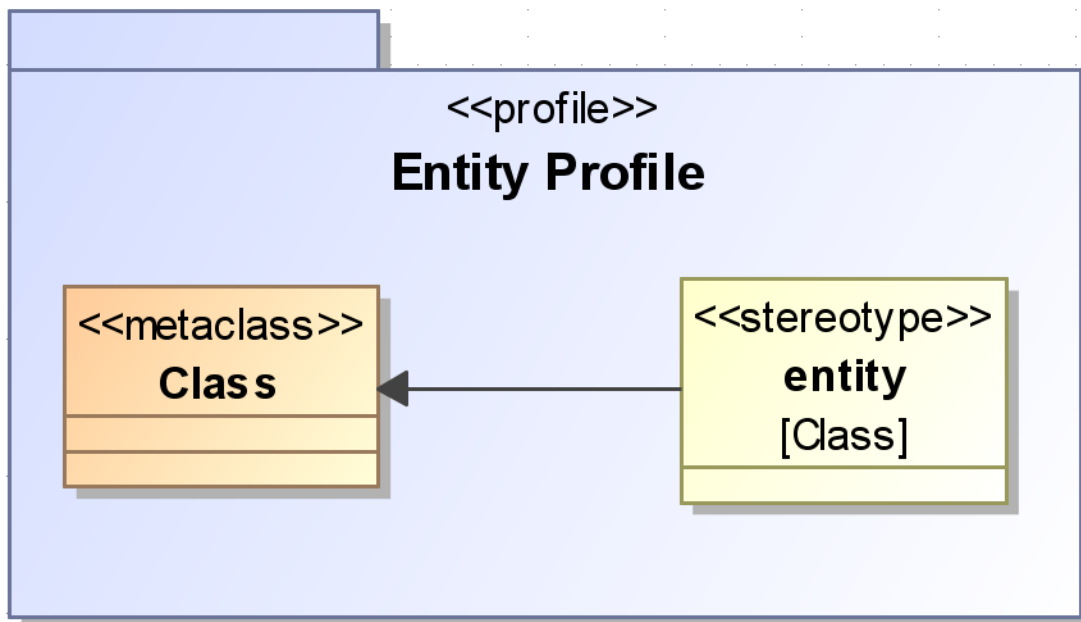 <<profile>>
Entity Profile
<<metaclass>>
Class
<<stereotype>>
entity
[Class]